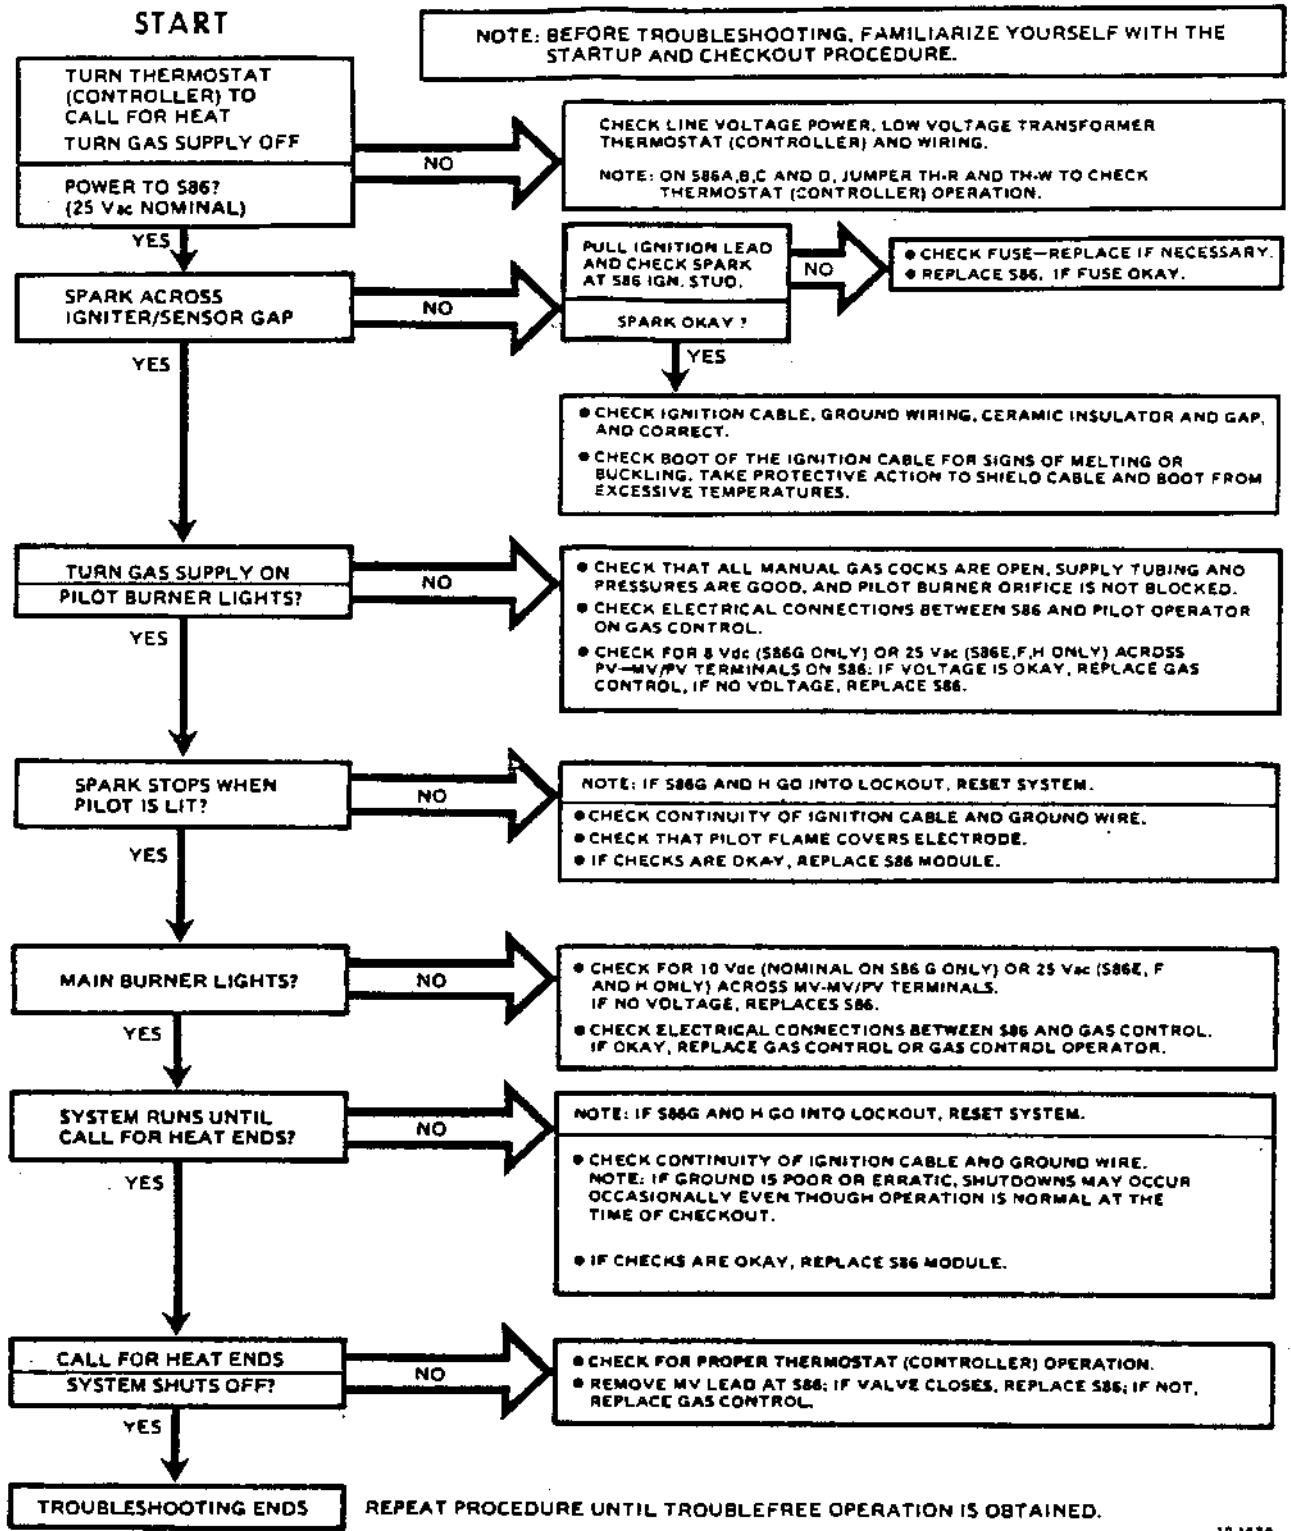 START
NOTE: BEFORE TROUBLESHOOTING, FAMILIARIZE YOURSELF WITH THE
STARTUP AND CHECKOUT PROCEDURE.
TURN THERMOSTAT
(CONTROLLER) TO
CALL FOR HEAT
TURN GAS SUPPLY OFF
POWER TO S86?
(25 Vac NOMINAL)
NO
CHECK LINE VOLTAGE POWER, LOW VOLTAGE TRANSFORMER
THERMOSTAT (CONTROLLER) AND WIRING.
NOTE: ON S86A,B,C AND D, JUMPER TH-R AND TH-W TO CHECK
THERMOSTAT (CONTROLLER) OPERATION.
YES
SPARK ACROSS
IGNITER/SENSOR GAP
NO
PULL IGNITION LEAD
AND CHECK SPARK
AT S86 IGN. STUD.
SPARK OKAY ?
NO
● CHECK FUSE—REPLACE IF NECESSARY.
● REPLACE S86, IF FUSE OKAY.
YES
YES
● CHECK IGNITION CABLE, GROUND WIRING, CERAMIC INSULATOR AND GAP,
AND CORRECT.
● CHECK BOOT OF THE IGNITION CABLE FOR SIGNS OF MELTING OR
BUCKLING. TAKE PROTECTIVE ACTION TO SHIELD CABLE AND BOOT FROM
EXCESSIVE TEMPERATURES.
TURN GAS SUPPLY ON
PILOT BURNER LIGHTS?
NO
● CHECK THAT ALL MANUAL GAS COCKS ARE OPEN, SUPPLY TUBING AND
PRESSURES ARE GOOD, AND PILOT BURNER ORIFICE IS NOT BLOCKED.
● CHECK ELECTRICAL CONNECTIONS BETWEEN S86 AND PILOT OPERATOR
ON GAS CONTROL.
● CHECK FOR 8 Vdc (S86G ONLY) OR 25 Vac (S86E,F,H ONLY) ACROSS
PV—MV/PV TERMINALS ON S86: IF VOLTAGE IS OKAY, REPLACE GAS
CONTROL, IF NO VOLTAGE, REPLACE S86.
YES
SPARK STOPS WHEN
PILOT IS LIT?
NO
NOTE: IF S86G AND H GO INTO LOCKOUT, RESET SYSTEM.
● CHECK CONTINUITY OF IGNITION CABLE AND GROUND WIRE.
● CHECK THAT PILOT FLAME COVERS ELECTRODE.
● IF CHECKS ARE OKAY, REPLACE S86 MODULE.
YES
MAIN BURNER LIGHTS?
NO
● CHECK FOR 10 Vdc (NOMINAL ON S86 G ONLY) OR 25 Vac (S86E, F
AND H ONLY) ACROSS MV-MV/PV TERMINALS.
IF NO VOLTAGE, REPLACES S86.
● CHECK ELECTRICAL CONNECTIONS BETWEEN S86 AND GAS CONTROL.
IF OKAY, REPLACE GAS CONTROL OR GAS CONTROL OPERATOR.
YES
SYSTEM RUNS UNTIL
CALL FOR HEAT ENDS?
NO
NOTE: IF S86G AND H GO INTO LOCKOUT, RESET SYSTEM.
● CHECK CONTINUITY OF IGNITION CABLE AND GROUND WIRE.
NOTE: IF GROUND IS POOR OR ERRATIC, SHUTDOWNS MAY OCCUR
OCCASIONALLY EVEN THOUGH OPERATION IS NORMAL AT THE
TIME OF CHECKOUT.
● IF CHECKS ARE OKAY, REPLACE S86 MODULE.
YES
CALL FOR HEAT ENDS
SYSTEM SHUTS OFF?
NO
● CHECK FOR PROPER THERMOSTAT (CONTROLLER) OPERATION.
● REMOVE MV LEAD AT S86; IF VALVE CLOSES, REPLACE S86; IF NOT,
REPLACE GAS CONTROL.
YES
TROUBLESHOOTING ENDS
REPEAT PROCEDURE UNTIL TROUBLEFREE OPERATION IS OBTAINED.